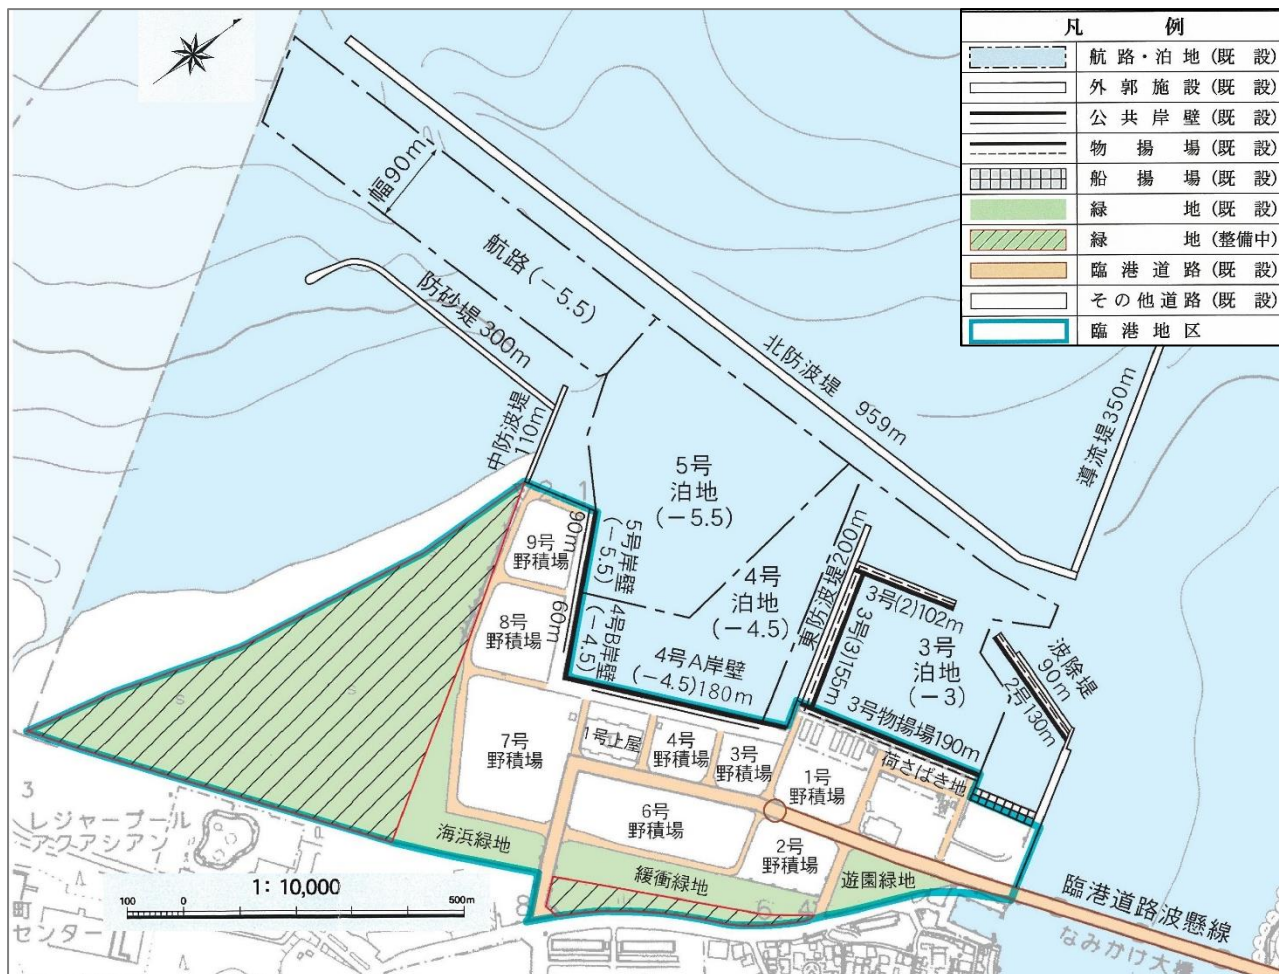 凡 例
航路・泊地(既 設)
外郭施設(既 設)
公共岸壁(既 設)
物揚場(既 設)
船揚場(既 設)
緑地(既 設)
緑地(整備中)
臨港道路(既 設)
その他道路(既 設)
臨港地区
幅90m
航路(-5.5)
防砂堤300m
北防波堤 959m
導流堤350m
中防波堤
110m
5号
泊地
(-5.5)
2 1
90m
5号岸壁
(-5.5)
60m
4号B岸壁
(-4.5)
4号
泊地
(-4.5)
4号A岸壁
(-4.5)180m
東防波堤200m
3号(2)102m
3号(3)155m
3号
泊地
(-3)
3号物揚場190m
波除堤
90m
2号130m
荷さばき地
9号
野積場
8号
野積場
7号
野積場
1号上屋
4号
野積場
3号
野積場
1号
野積場
6号
野積場
2号
野積場
海浜緑地
緩衝緑地
遊園緑地
臨港道路波懸線
なみかけ大橋
3
レジャープール
アクアシアン
町
センター
8
6 4
s
s
1: 10,000
100 0 500m